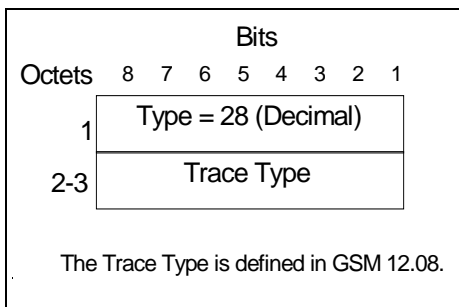 Bits
Octets 8 7 6 5 4 3 2 1
1 Type = 28 (Decimal)
2-3 Trace Type
The Trace Type is defined in GSM 12.08.